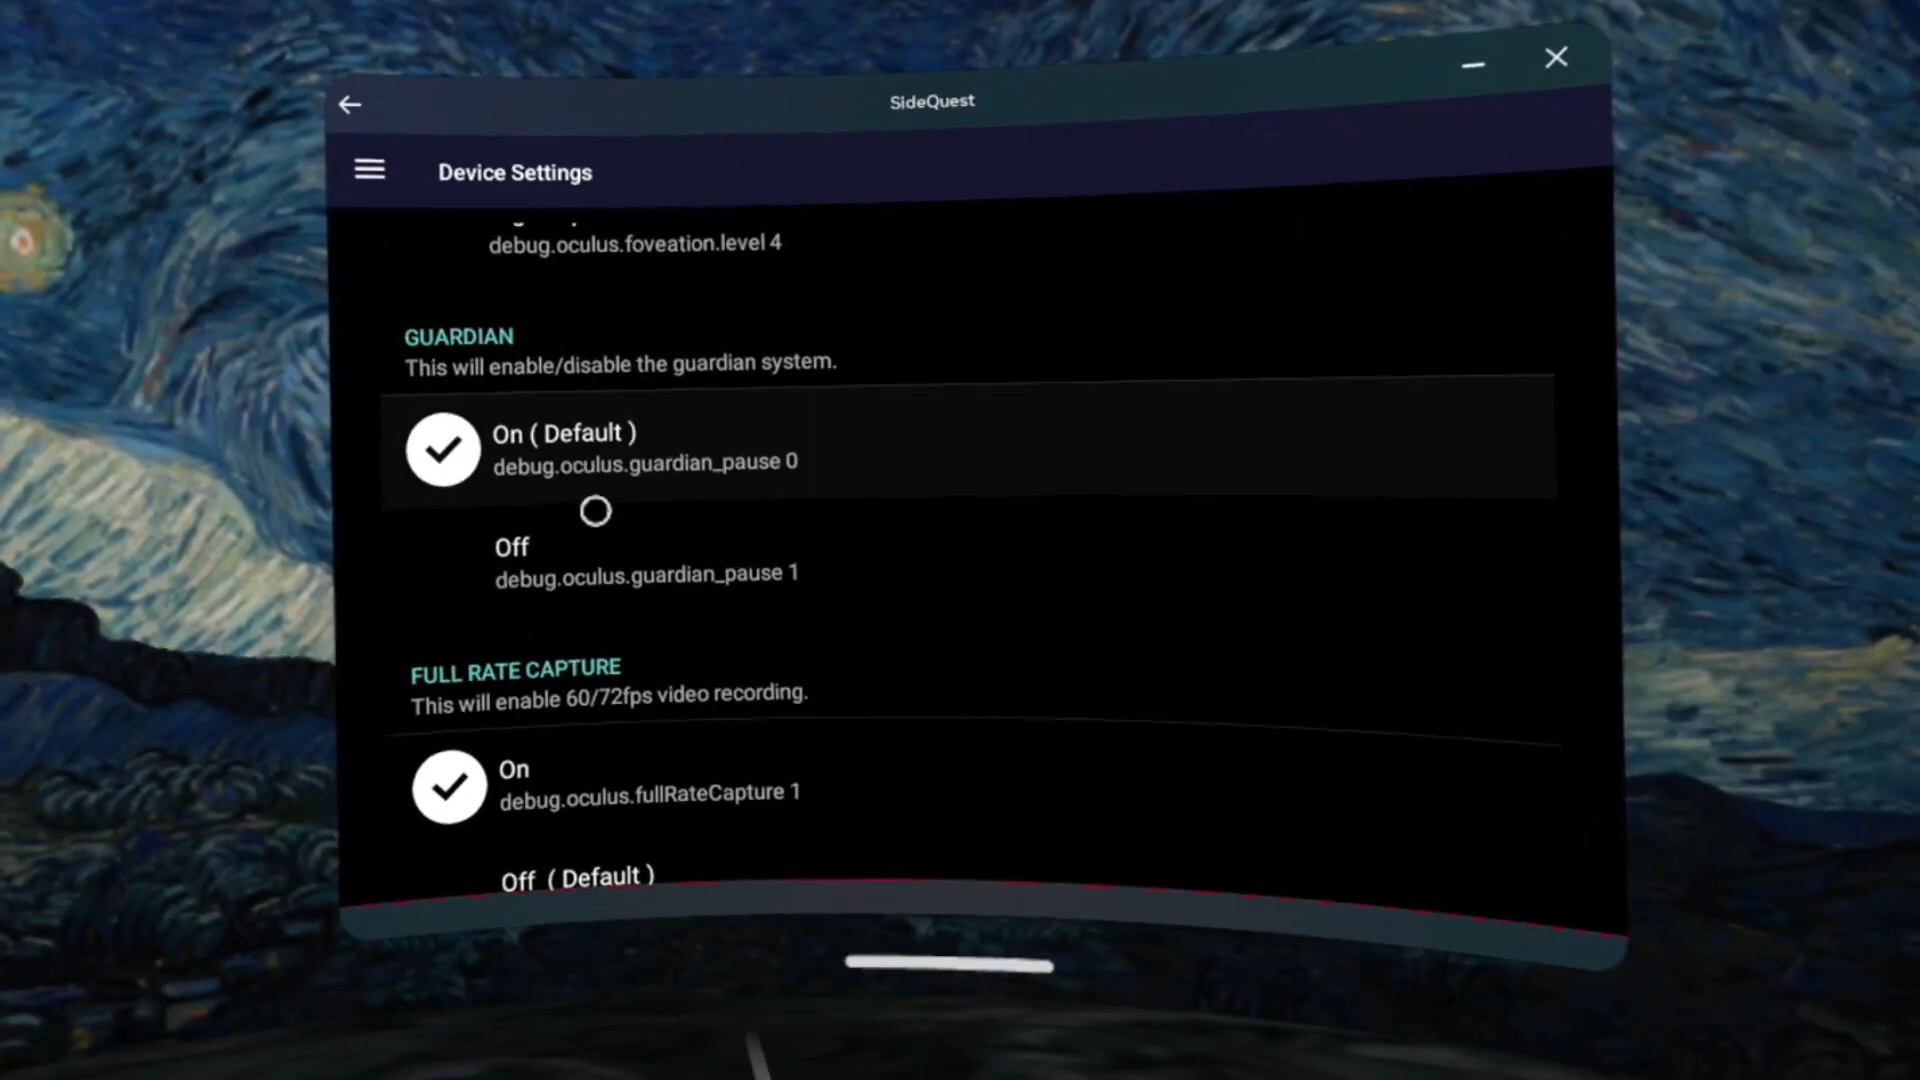 SideQuest
Device Settings
debug.oculus.foveation.level 4
GUARDIAN
This will enable/disable the guardian system.
On ( Default )
debug.oculus.guardian_pause 0
Off
debug.oculus.guardian_pause 1
FULL RATE CAPTURE
This will enable 60/72fps video recording.
On
debug.oculus.fullRateCapture 1
Off ( Default )